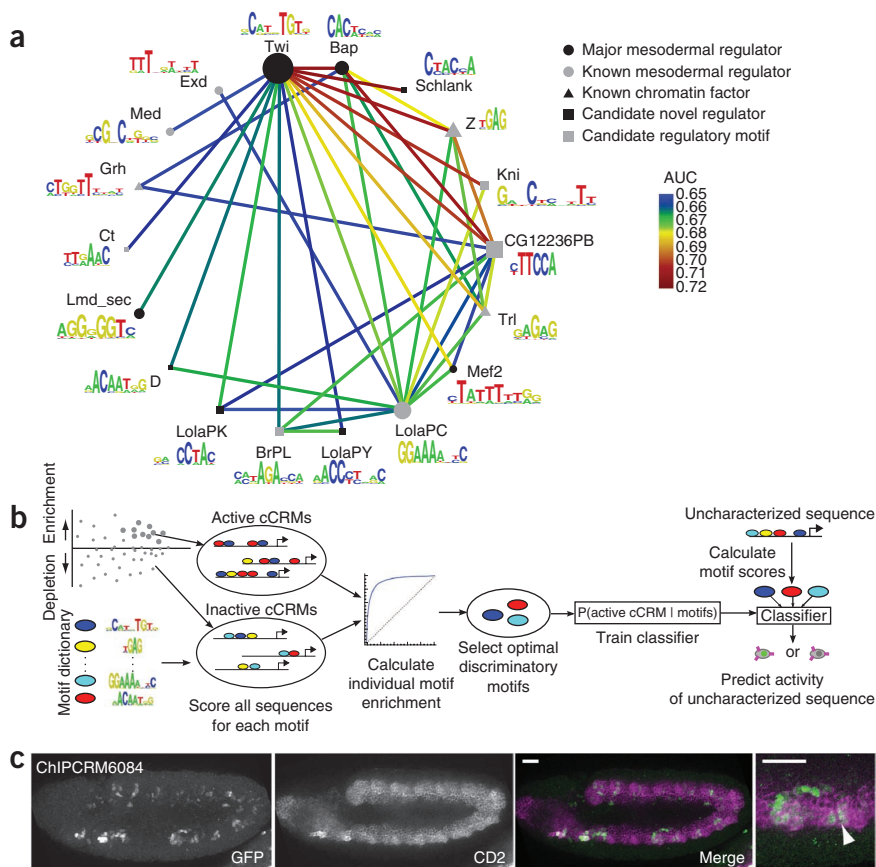 a
Twi
Bap
Exd
Schlank
Med
Z
Grh
Kni
Ct
CG12236PB
Lmd_sec
Trl
D
Mef2
LolaPK
BrPL
LolaPY
LolaPC
CTTCCA
GAGAG
Major mesodermal regulator
Known mesodermal regulator
Known chromatin factor
Candidate novel regulator
Candidate regulatory motif
AUC
0.65
0.66
0.67
0.68
0.69
0.70
0.71
0.72
b
Depletion
Enrichment
Motif dictionary
Active cCRMs
Inactive cCRMs
Score all sequences
for each motif
Calculate
individual motif
enrichment
Select optimal
discriminatory
motifs
P(active cCRM | motifs)
Train classifier
Uncharacterized sequence
Calculate
motif scores
Classifier
or
Predict activity
of uncharacterized sequence
c
ChIPCRM6084
GFP
CD2
Merge